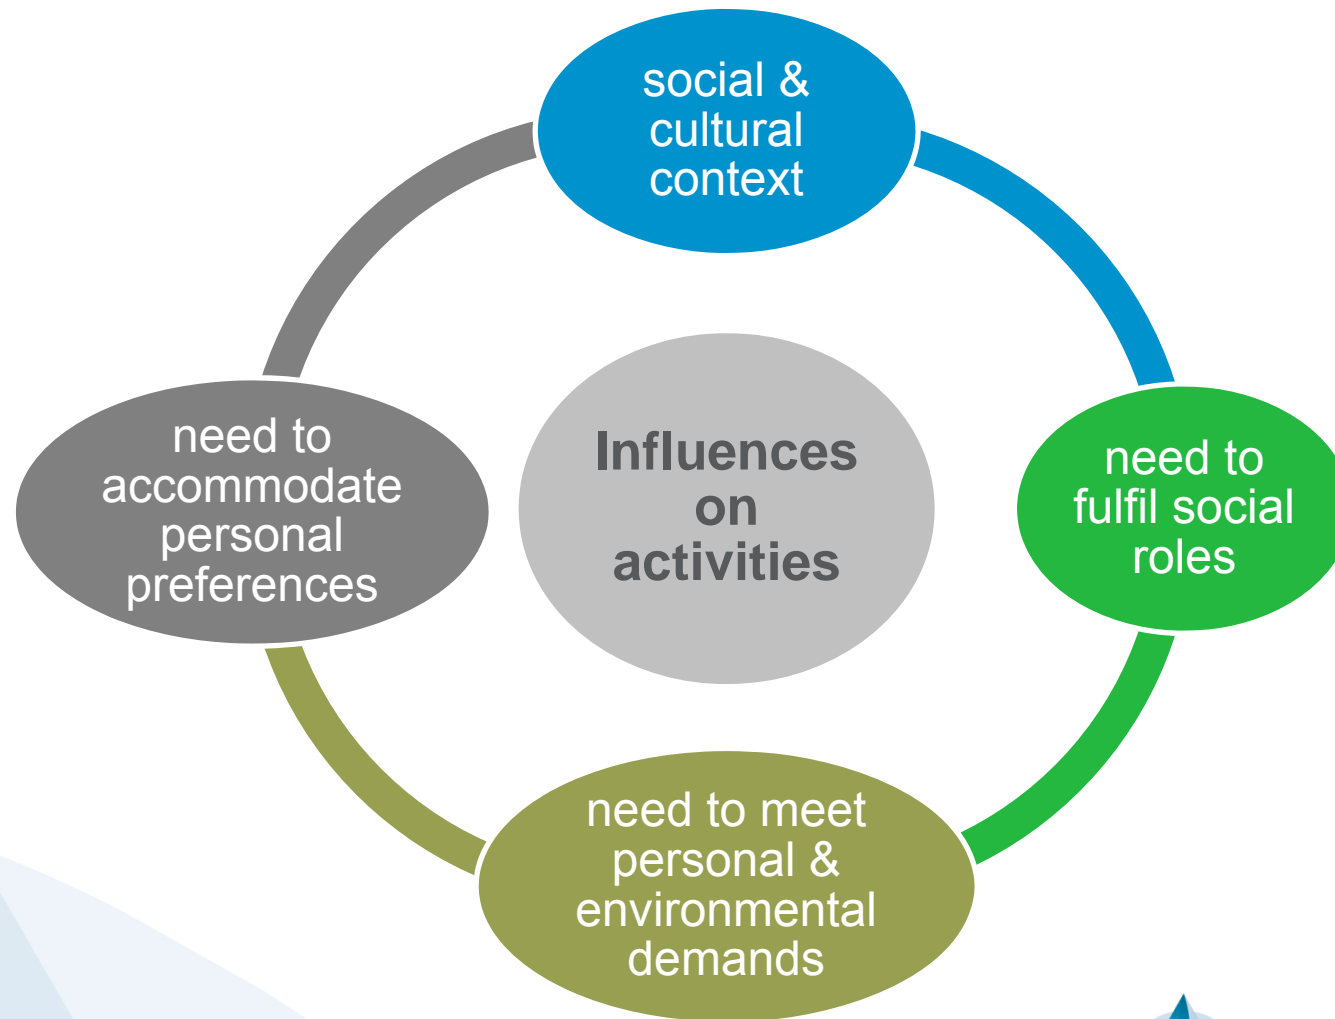 social &
cultural
context
need to
accommodate
personal
preferences
Influences
on
activities
need to
fulfil social
roles
need to meet
personal &
environmental
demands